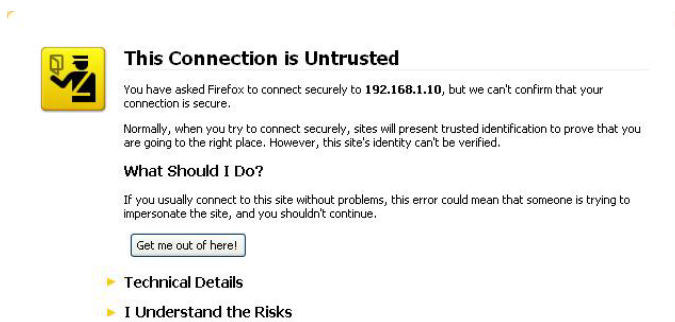 This Connection is Untrusted
You have asked Firefox to connect securely to 192.168.1.10, but we can't confirm that your
connection is secure.
Normally, when you try to connect securely, sites will present trusted identification to prove that you
are going to the right place. However, this site's identity can't be verified.
What Should I Do?
If you usually connect to this site without problems, this error could mean that someone is trying to
impersonate the site, and you shouldn't continue.
Get me out of here!
Technical Details
I Understand the Risks